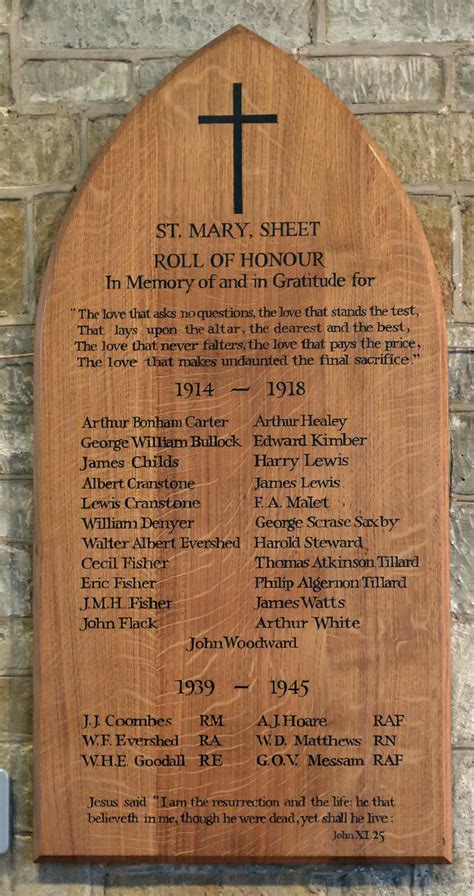 ST. MARY, SHEET
ROLL OF HONOUR
In Memory of and in Gratitude for
"The love that asks no questions, the love that stands the test,
That lays upon the altar, the dearest and the best,
The love that never falters, the love that pays the price,
The love that makes undaunted the final sacrifice."
1914 — 1918
Arthur Bonham Carter Arthur Healey
George William Bullock Edward Kimber
James Childs Harry Lewis
Albert Cranstone James Lewis
Lewis Cranstone F. A. Malet
William Denyer George Scrase Saxby
Walter Albert Evershed Harold Steward
Cecil Fisher Thomas Atkinson Tillard
Eric Fisher Philip Algernon Tillard
J.M.H. Fisher James Watts
John Flack Arthur White
John Woodward
1939 — 1945
J.J. Coombes RM A.J. Hoare RAF
W.F. Evershed RA W.D. Matthews RN
W.H.E. Goodall RE G.O.V. Messam RAF
Jesus said "I am the resurrection and the life: he that
believeth in me, though he were dead, yet shall he live:
John XI. 25